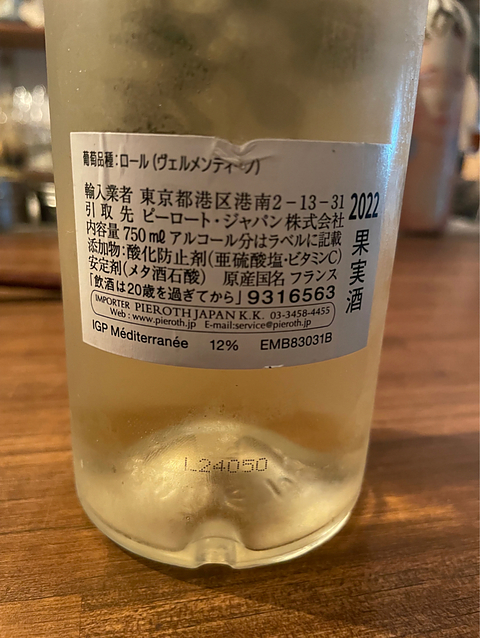 葡萄品種：ロール（ヴェルメンティーノ）
輸入業者 東京都港区港南2－13－31
引取先 ピーロート・ジャパン株式会社
内容量 750㎖ アルコール分はラベルに記載
添加物：酸化防止剤（亜硫酸塩・ビタミンC）
安定剤（メタ酒石酸） 原産国名 フランス
「飲酒は20歳を過ぎてから」9316563
IMPORTER PIEROTH JAPAN K.K. 03-3458-4455
Web : www.pieroth.jp E-mail:service@pieroth.jp
IGP Méditerranée 12% EMB83031B
2022
果実酒
L24050